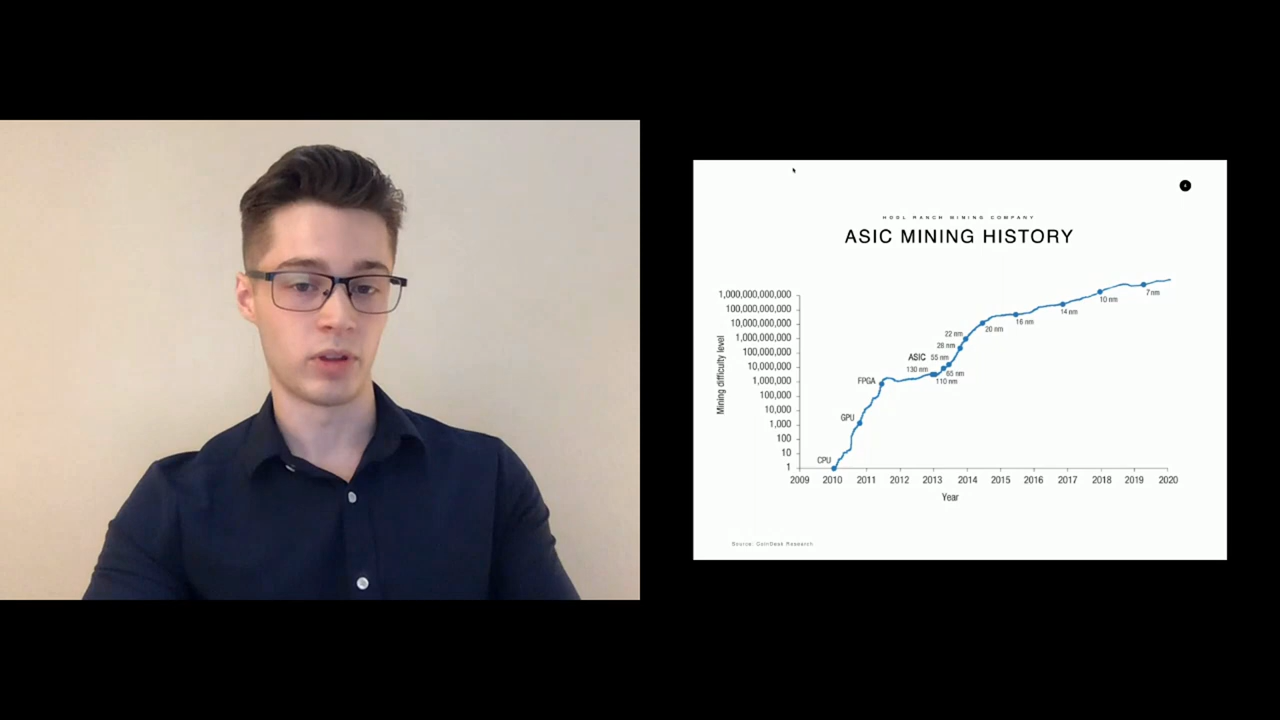 HODL RANCH MINING COMPANY
ASIC MINING HISTORY
1,000,000,000,000
100,000,000,000
10,000,000,000
1,000,000,000
100,000,000
10,000,000
1,000,000
100,000
10,000
1,000
100
10
1
Mining difficulty level
CPU
GPU
FPGA
ASIC
130 nm
110 nm
65 nm
55 nm
28 nm
22 nm
20 nm
16 nm
14 nm
10 nm
7 nm
2009 2010 2011 2012 2013 2014 2015 2016 2017 2018 2019 2020
Year
Source: CoinDesk Research